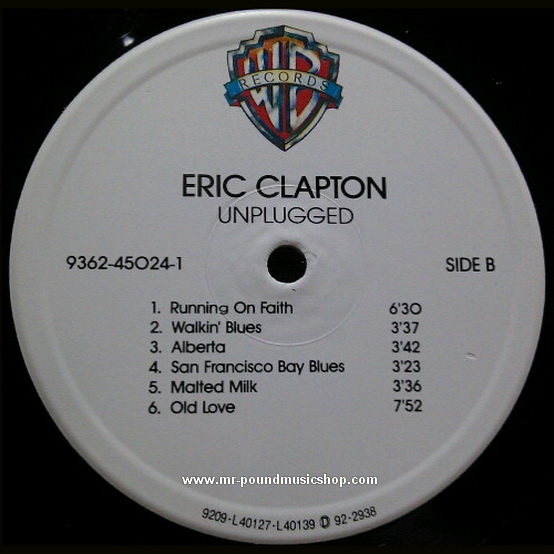 WB
RECORDS
ERIC CLAPTON
UNPLUGGED
9362-45024-1 SIDE B
1. Running On Faith 6'30
2. Walkin' Blues 3'37
3. Alberta 3'42
4. San Francisco Bay Blues 3'23
5. Malted Milk 3'36
6. Old Love 7'52
www.mr-poundmusicshop.com
9209-L40127-L40139 Ⓓ 92-2938